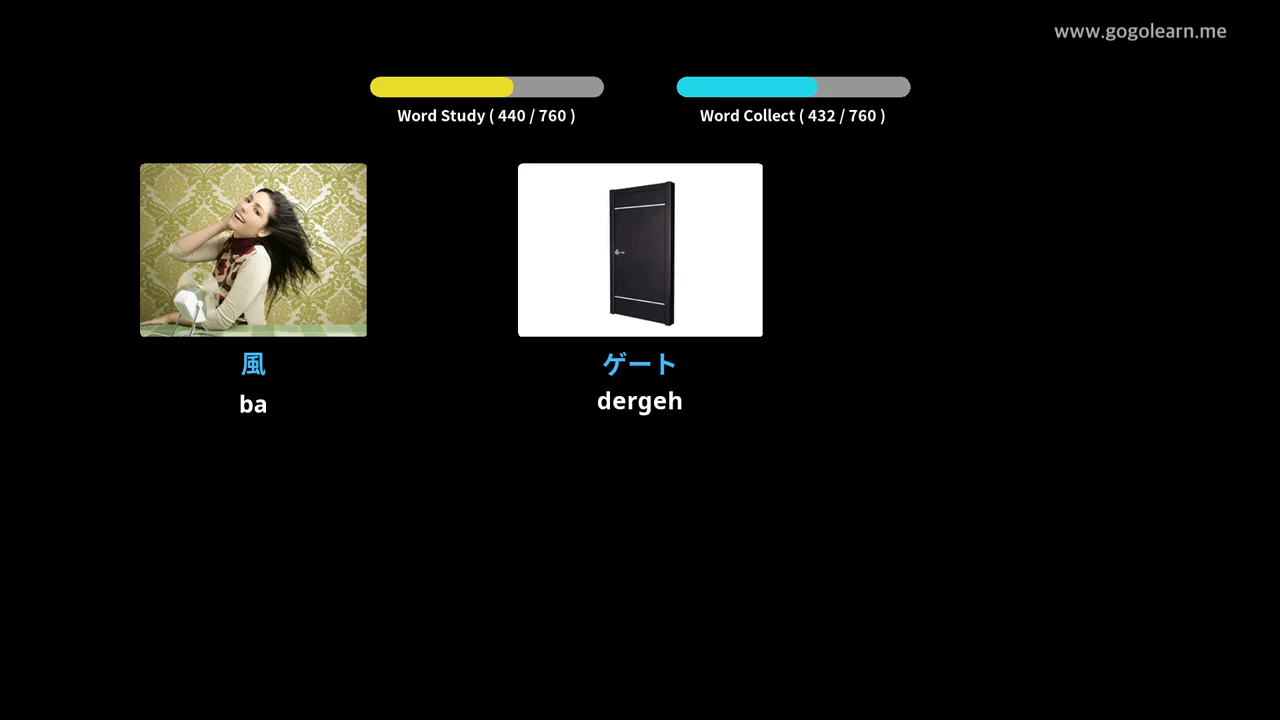 www.gogolearn.me
Word Study ( 440 / 760 )
Word Collect ( 432 / 760 )
風
ba
ゲート
dergeh